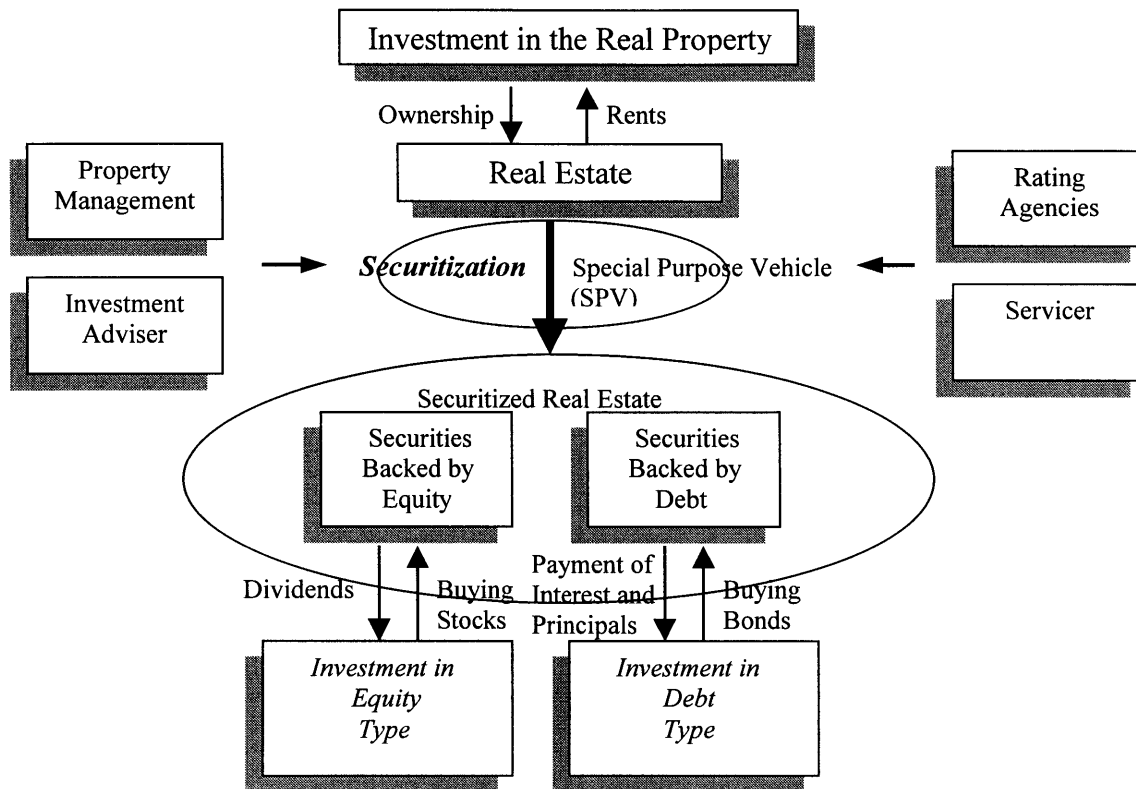 Investment in the Real Property
Ownership
Rents
Real Estate
Property
Management
Investment
Adviser
Rating
Agencies
Servicer
Securitization
Special Purpose Vehicle
(SPV)
Securitized Real Estate
Securities
Backed by
Equity
Securities
Backed by
Debt
Dividends
Buying
Stocks
Payment of
Interest and
Principals
Buying
Bonds
Investment in
Equity
Type
Investment in
Debt
Type